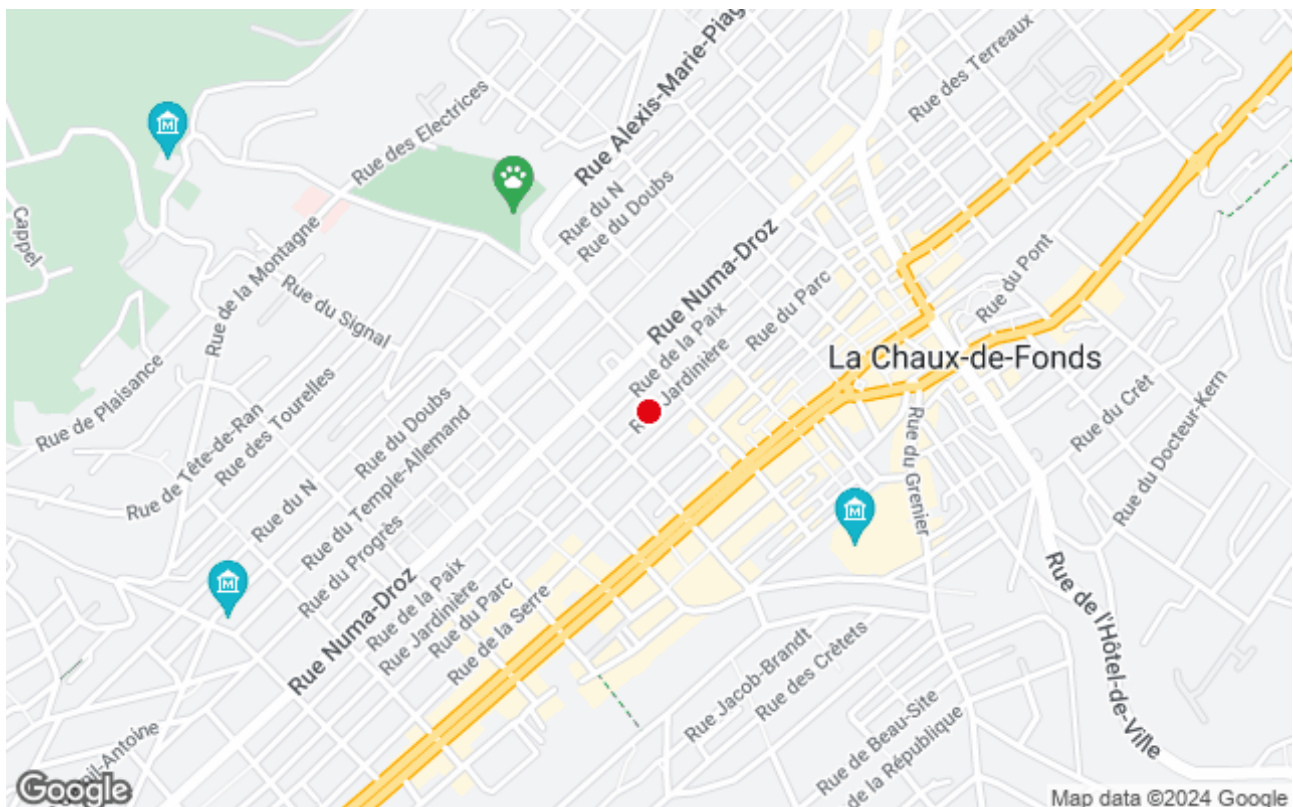 Rue Alexis-Marie-Piag
Rue des Terreaux
Rue des Electrices
Cappel
Rue du N
Rue du Doubs
Rue de la Montagne
Rue Numa-Droz
Rue du Pont
Rue du Signal
Rue de la Paix
Rue du Parc
Jardinière
La Chaux-de-Fonds
Rue de Plaisance
Rue du Crêt
Rue du Docteur-Kern
Rue de Tête-de-Ran
Rue des Tourelles
Rue du Doubs
Rue du Temple-Allemand
Rue du Grenier
Rue du N
Rue du Progrès
Rue de la Paix
Rue Jardinière
Rue du Parc
Rue de la Serre
Rue Numa-Droz
Rue de l'Hôtel-de-Ville
Rue Jacob-Brandt
Rue des Crêtets
Rue de Beau-Site
de la République
il-Antoine
Google
Map data ©2024 Google